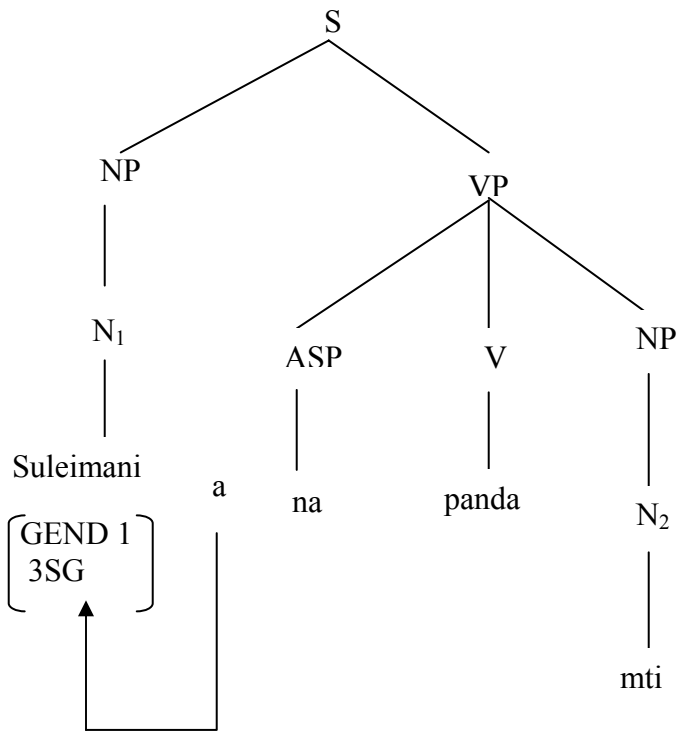 S
NP
VP
N₁
ASP
V
NP
Suleimani
a
na
panda
N₂
GEND 1
3SG
mti